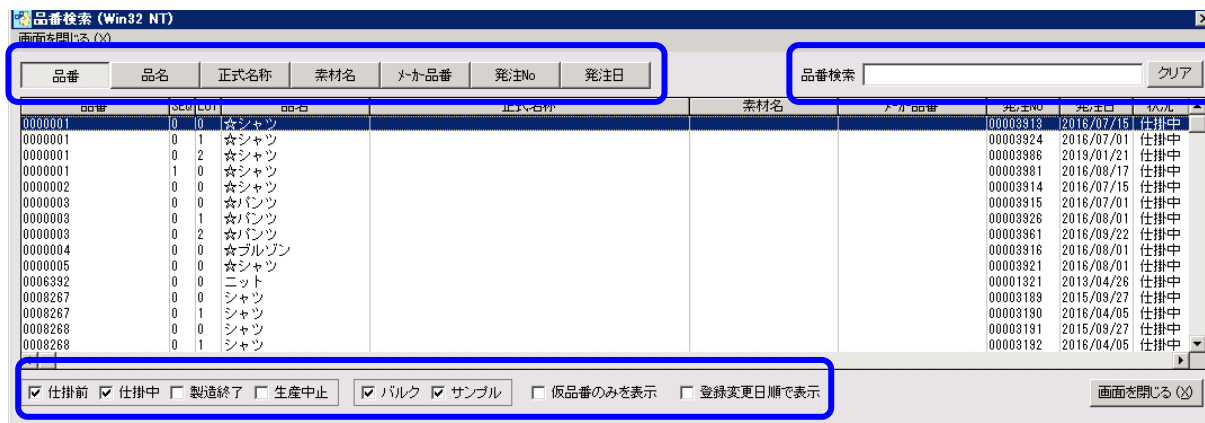 品番検索 (Win32 NT)
画面を閉じる (X)
品番 品名 正式名称 素材名 ﾒｰｶｰ品番 発注No 発注日 品番検索 クリア
品番 SEQ LOT 品名 正式名称 素材名 ﾒｰｶｰ品番 発注No 発注日 状況
0000001 0 0 ☆シャツ 00003913 2016/07/15 仕掛中
0000001 0 1 ☆シャツ 00003924 2016/07/01 仕掛中
0000001 0 2 ☆シャツ 00003986 2019/01/21 仕掛中
0000001 1 0 ☆シャツ 00003981 2016/08/17 仕掛中
0000002 0 0 ☆シャツ 00003914 2016/07/15 仕掛中
0000003 0 0 ☆パンツ 00003915 2016/07/01 仕掛中
0000003 0 1 ☆パンツ 00003926 2016/08/01 仕掛中
0000003 0 2 ☆パンツ 00003961 2016/09/22 仕掛中
0000004 0 0 ☆ブルゾン 00003916 2016/08/01 仕掛中
0000005 0 0 ☆シャツ 00003921 2016/08/01 仕掛中
0006392 0 0 ニット 00001321 2013/04/26 仕掛中
0008267 0 0 シャツ 00003189 2015/09/27 仕掛中
0008267 0 1 シャツ 00003190 2016/04/05 仕掛中
0008268 0 0 シャツ 00003191 2015/09/27 仕掛中
0008268 0 1 シャツ 00003192 2016/04/05 仕掛中
仕掛前 仕掛中 製造終了 生産中止 バルク サンプル 仮品番のみを表示 登録変更日順で表示 画面を閉じる (X)